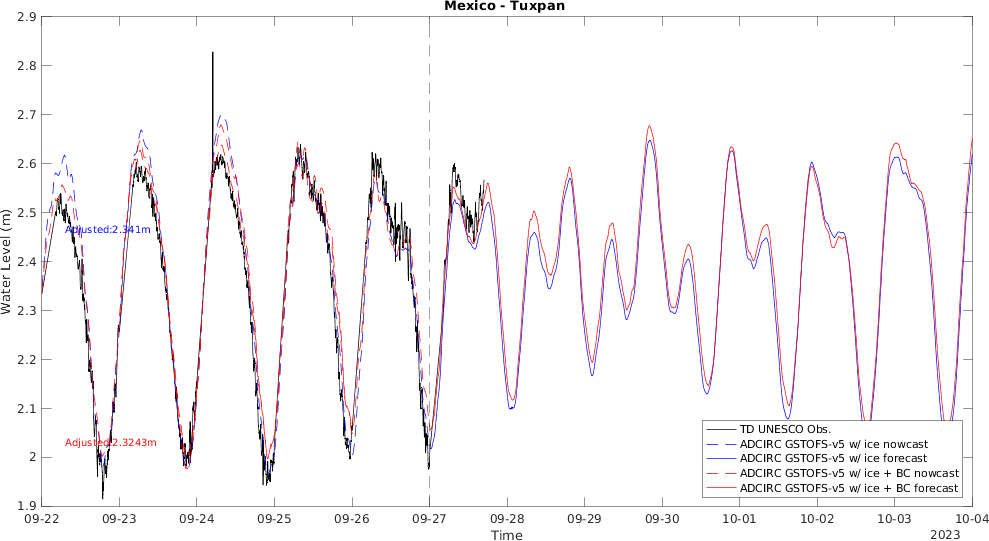 Mexico - Tuxpan
2.9
2.8
2.7
2.6
2.5
2.4
2.3
2.2
2.1
2
1.9
Water Level (m)
Adjusted:2.341m
Adjusted:2.3243m
TD UNESCO Obs.
ADCIRC GSTOFS-v5 w/ ice nowcast
ADCIRC GSTOFS-v5 w/ ice forecast
ADCIRC GSTOFS-v5 w/ ice + BC nowcast
ADCIRC GSTOFS-v5 w/ ice + BC forecast
09-22 09-23 09-24 09-25 09-26 09-27 09-28 09-29 09-30 10-01 10-02 10-03 10-04
Time
2023